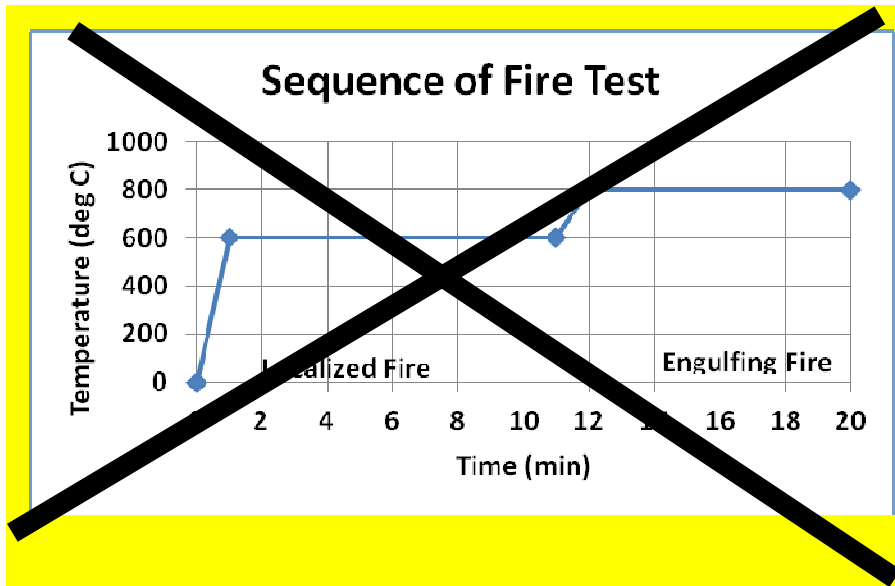 Sequence of Fire Test
1000
800
600
400
200
0
Temperature (deg C)
Fire
Engulfing Fire
2 4 6 8 10 12 16 18 20
Time (min)